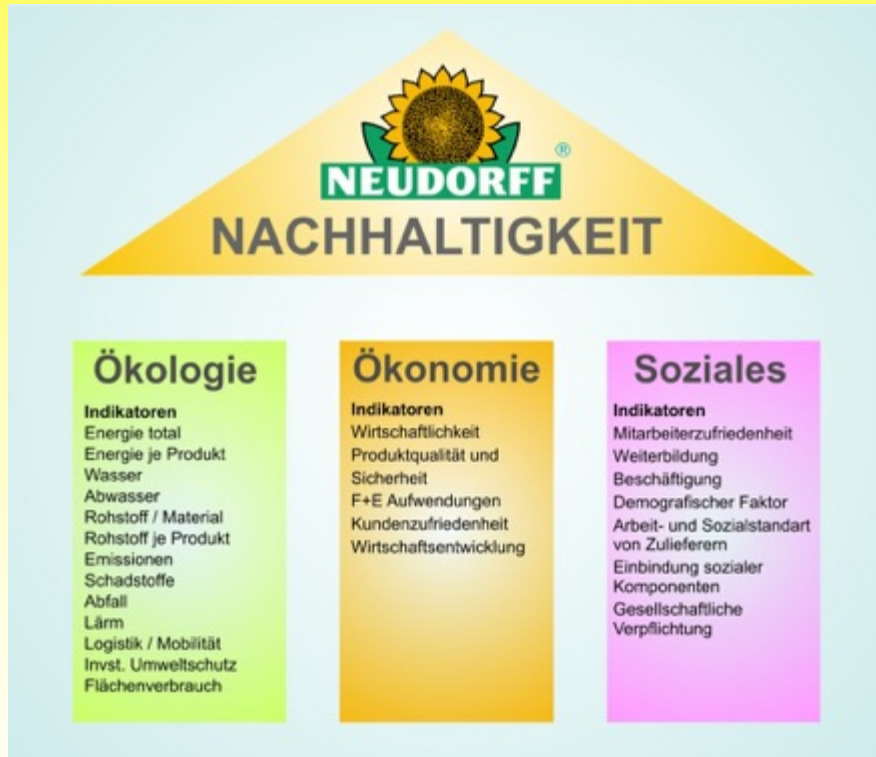 ®
NEUDORFF
NACHHALTIGKEIT
Ökologie
Indikatoren
Energie total
Energie je Produkt
Wasser
Abwasser
Rohstoff / Material
Rohstoff je Produkt
Emissionen
Schadstoffe
Abfall
Lärm
Logistik / Mobilität
Invst. Umweltschutz
Flächenverbrauch
Ökonomie
Indikatoren
Wirtschaftlichkeit
Produktqualität und
Sicherheit
F+E Aufwendungen
Kundenzufriedenheit
Wirtschaftsentwicklung
Soziales
Indikatoren
Mitarbeiterzufriedenheit
Weiterbildung
Beschäftigung
Demografischer Faktor
Arbeit- und Sozialstandart
von Zulieferern
Einbindung sozialer
Komponenten
Gesellschaftliche
Verpflichtung